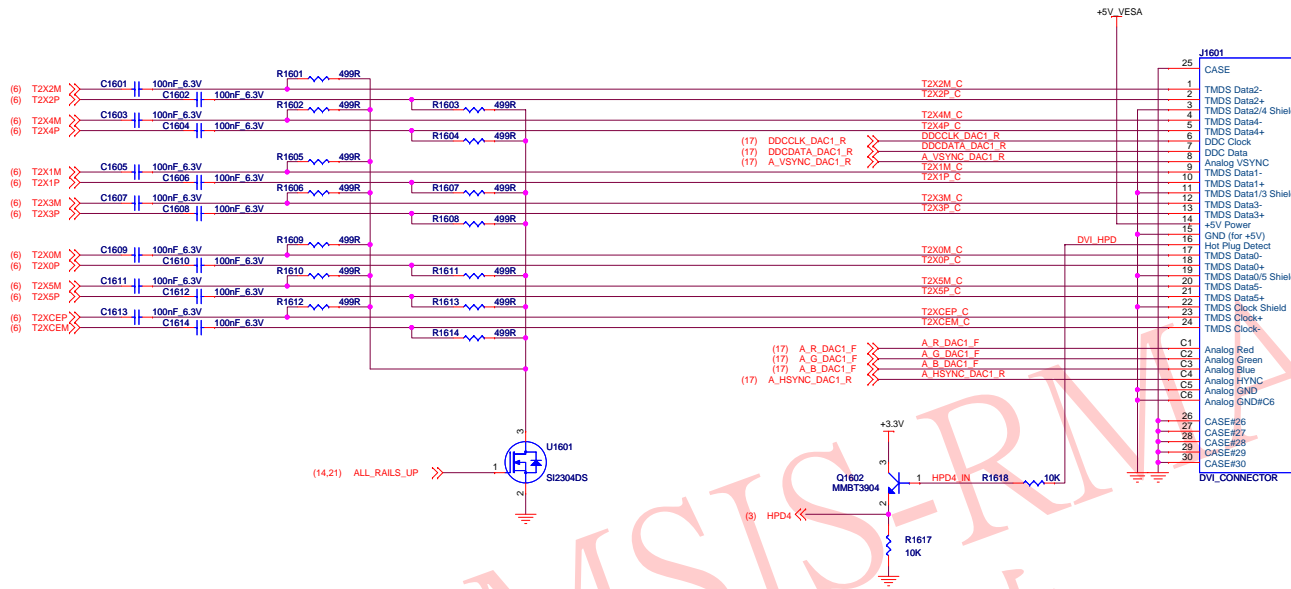 +5V_VESA
J1601
25 CASE
(6) T2X2M C1601 100nF_6.3V R1601 499R T2X2M_C 1 TMDS Data2-
(6) T2X2P C1602 100nF_6.3V T2X2P_C 2 TMDS Data2+
R1602 499R R1603 499R 3 TMDS Data2/4 Shield
(6) T2X4M C1603 100nF_6.3V T2X4M_C 4 TMDS Data4-
(6) T2X4P C1604 100nF_6.3V T2X4P_C 5 TMDS Data4+
R1604 499R (17) DDCCLK_DAC1_R DDCCLK_DAC1_R 6 DDC Clock
(17) DDCDATA_DAC1_R DDCDATA_DAC1_R 7 DDC Data
R1605 499R (17) A_VSYNC_DAC1_R A_VSYNC_DAC1_R 8 Analog VSYNC
(6) T2X1M C1605 100nF_6.3V T2X1M_C 9 TMDS Data1-
(6) T2X1P C1606 100nF_6.3V T2X1P_C 10 TMDS Data1+
R1606 499R R1607 499R 11 TMDS Data1/3 Shield
(6) T2X3M C1607 100nF_6.3V T2X3M_C 12 TMDS Data3-
(6) T2X3P C1608 100nF_6.3V T2X3P_C 13 TMDS Data3+
R1608 499R 14 +5V Power
15 GND (for +5V)
R1609 499R DVI_HPD 16 Hot Plug Detect
(6) T2X0M C1609 100nF_6.3V T2X0M_C 17 TMDS Data0-
(6) T2X0P C1610 100nF_6.3V T2X0P_C 18 TMDS Data0+
R1610 499R R1611 499R 19 TMDS Data0/5 Shield
(6) T2X5M C1611 100nF_6.3V T2X5M_C 20 TMDS Data5-
(6) T2X5P C1612 100nF_6.3V T2X5P_C 21 TMDS Data5+
R1612 499R R1613 499R 22 TMDS Clock Shield
(6) T2XCEP C1613 100nF_6.3V T2XCEP_C 23 TMDS Clock+
(6) T2XCEM C1614 100nF_6.3V T2XCEM_C 24 TMDS Clock-
R1614 499R
(17) A_R_DAC1_F A_R_DAC1_F C1 Analog Red
(17) A_G_DAC1_F A_G_DAC1_F C2 Analog Green
(17) A_B_DAC1_F A_B_DAC1_F C3 Analog Blue
(17) A_HSYNC_DAC1_R A_HSYNC_DAC1_R C4 Analog HYNC
C5 Analog GND
C6 Analog GND#C6
26 CASE#26
27 CASE#27
28 CASE#28
29 CASE#29
30 CASE#30
DVI_CONNECTOR
3
U1601
(14,21) ALL_RAILS_UP 1
SI2304DS
2
+3.3V
3
Q1602
MMBT3904
1 HPD4_IN R1618 10K
2
(3) HPD4
R1617
10K
MSIS-RMA